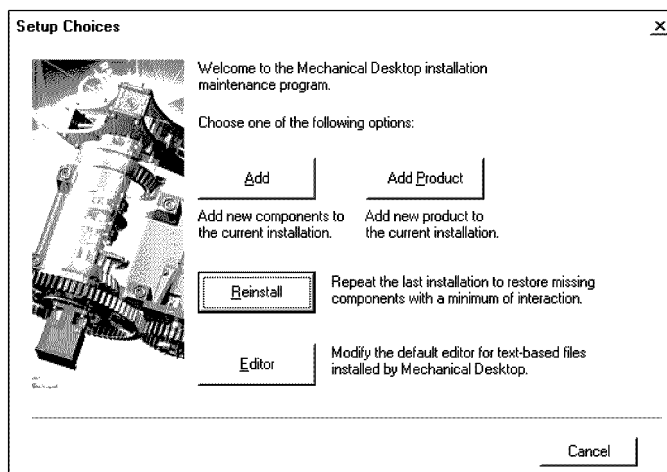 Setup Choices
Welcome to the Mechanical Desktop installation
maintenance program.
Choose one of the following options:
Add
Add Product
Add new components to
the current installation.
Add new product to
the current installation.
Reinstall
Repeat the last installation to restore missing
components with a minimum of interaction.
Editor
Modify the default editor for text-based files
installed by Mechanical Desktop.
Cancel